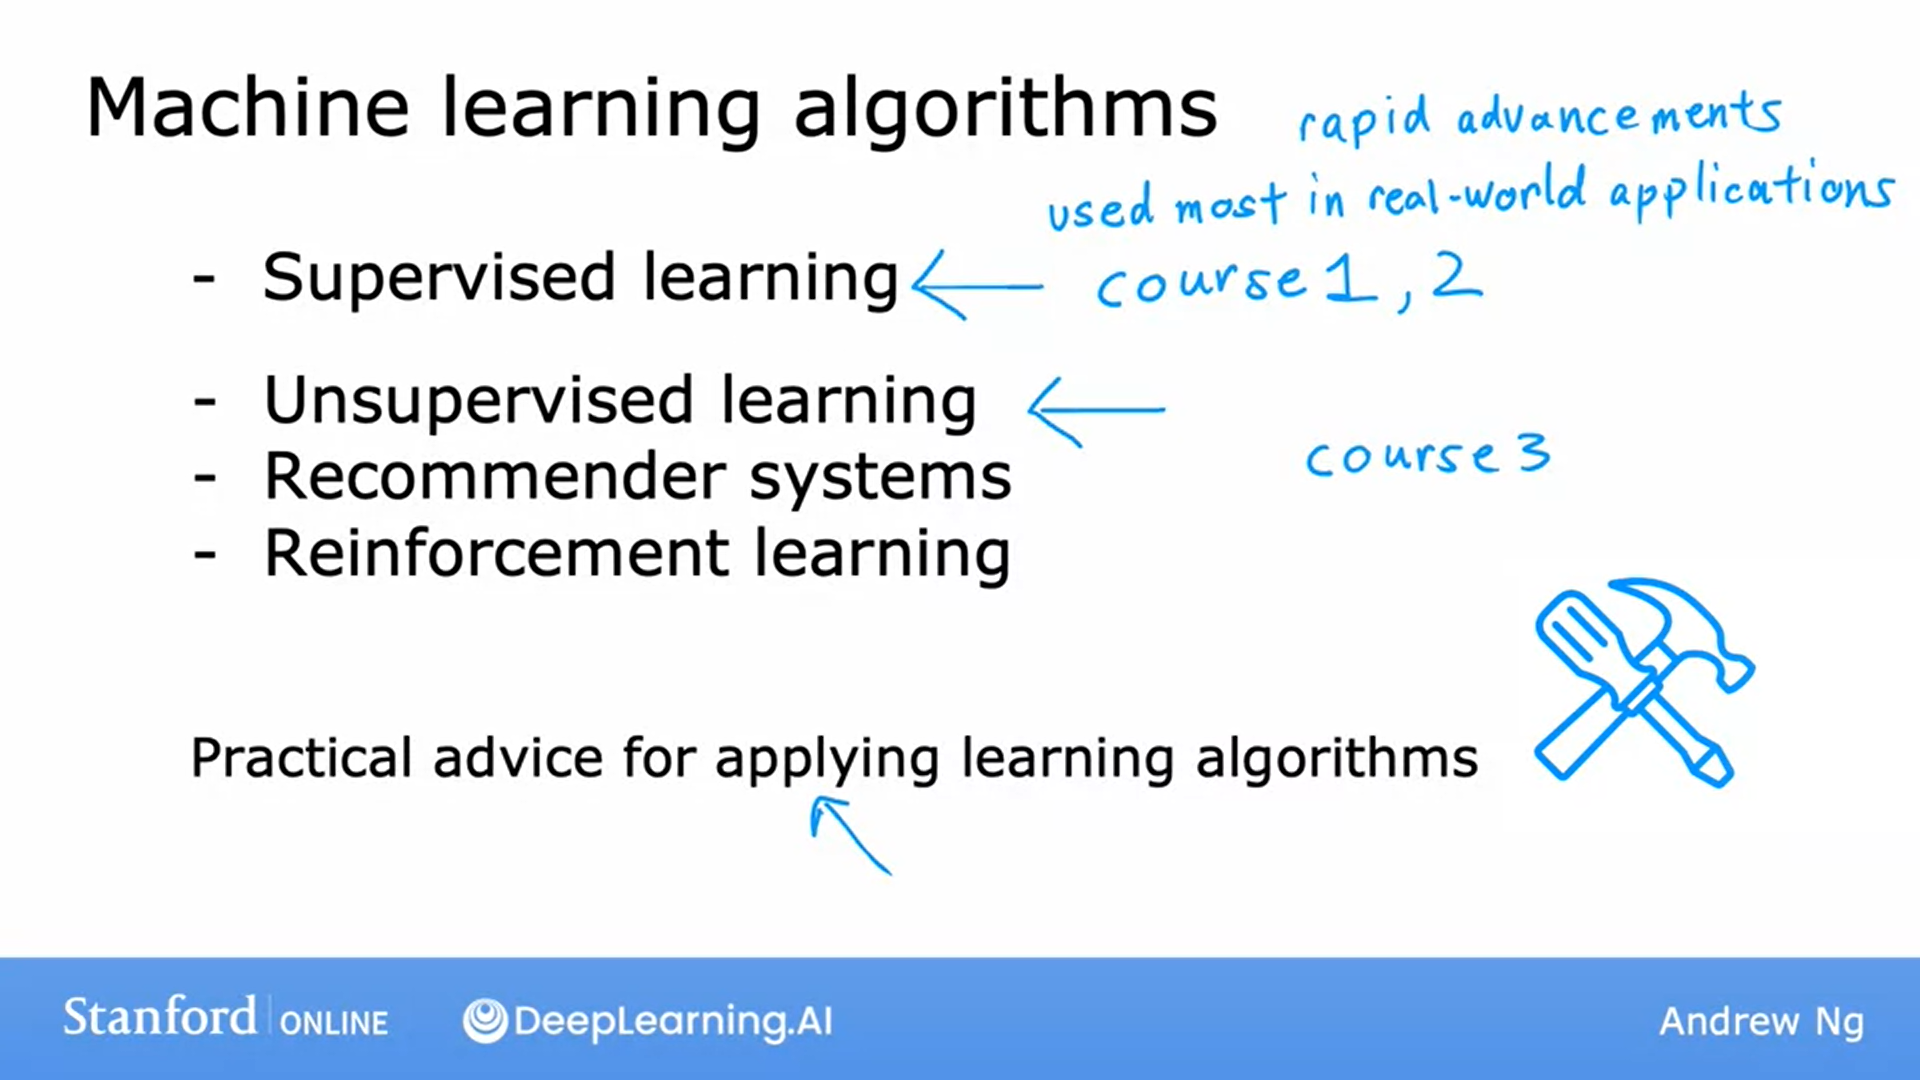 Machine learning algorithms
rapid advancements
used most in real-world applications
- Supervised learning
course 1, 2
- Unsupervised learning
course 3
- Recommender systems
- Reinforcement learning
Practical advice for applying learning algorithms
Stanford | ONLINE
DeepLearning.AI
Andrew Ng